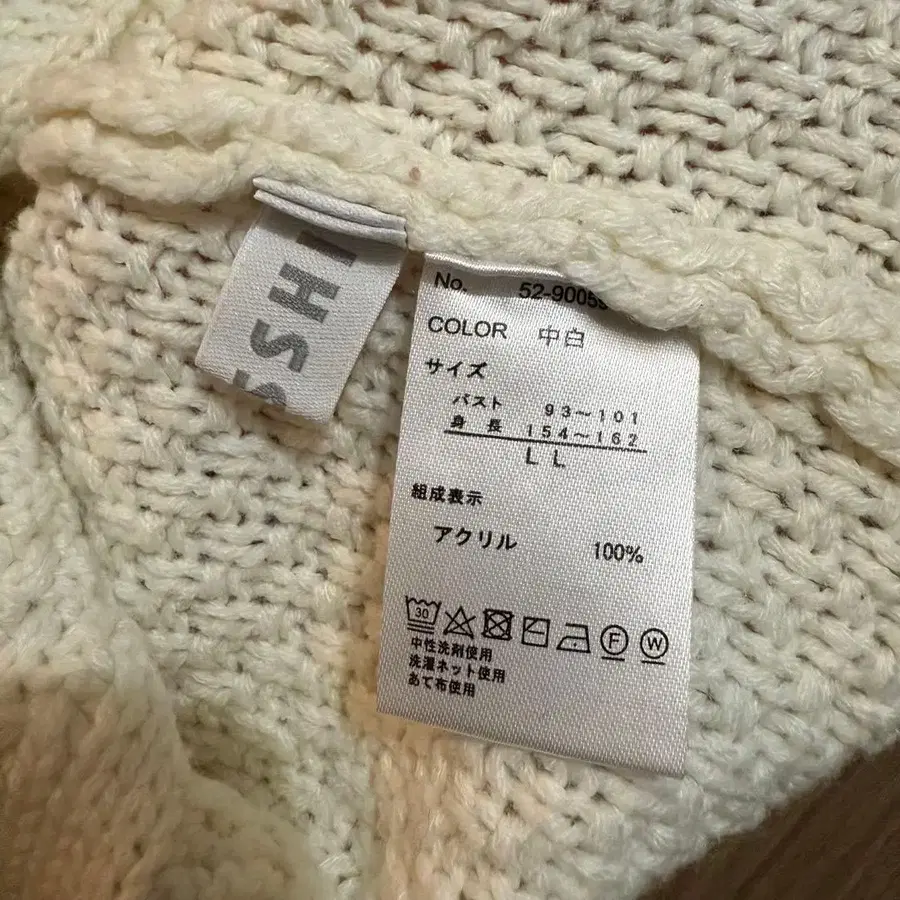 No. 52-90059
COLOR 中白
サイズ
バスト 93～101
身長 154～162
LL
組成表示
アクリル 100%
30 F W
中性洗剤使用
洗濯ネット使用
あて布使用